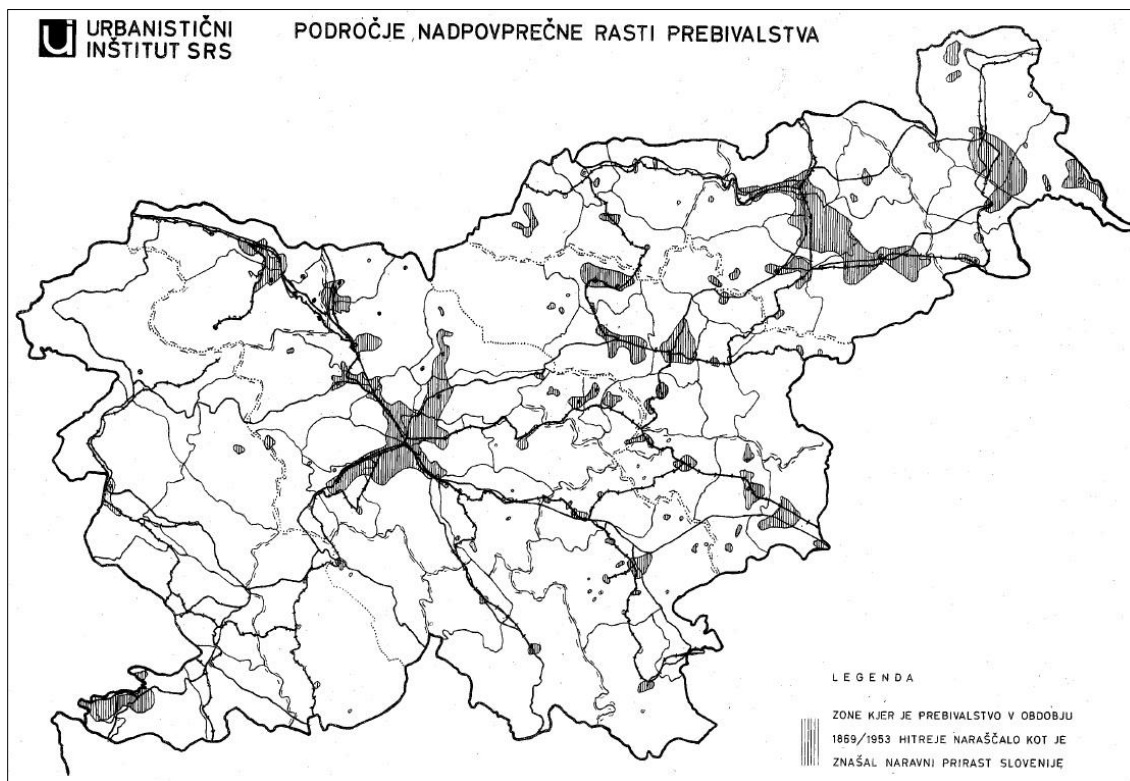 ui URBANISTIČNI
INŠTITUT SRS
PODROČJE NADPOVPREČNE RASTI PREBIVALSTVA
LEGENDA
ZONE KJER JE PREBIVALSTVO V OBDOBJU
1869/1953 HITREJE NARAŠČALO KOT JE
ZNAŠAL NARAVNI PRIRAST SLOVENIJE